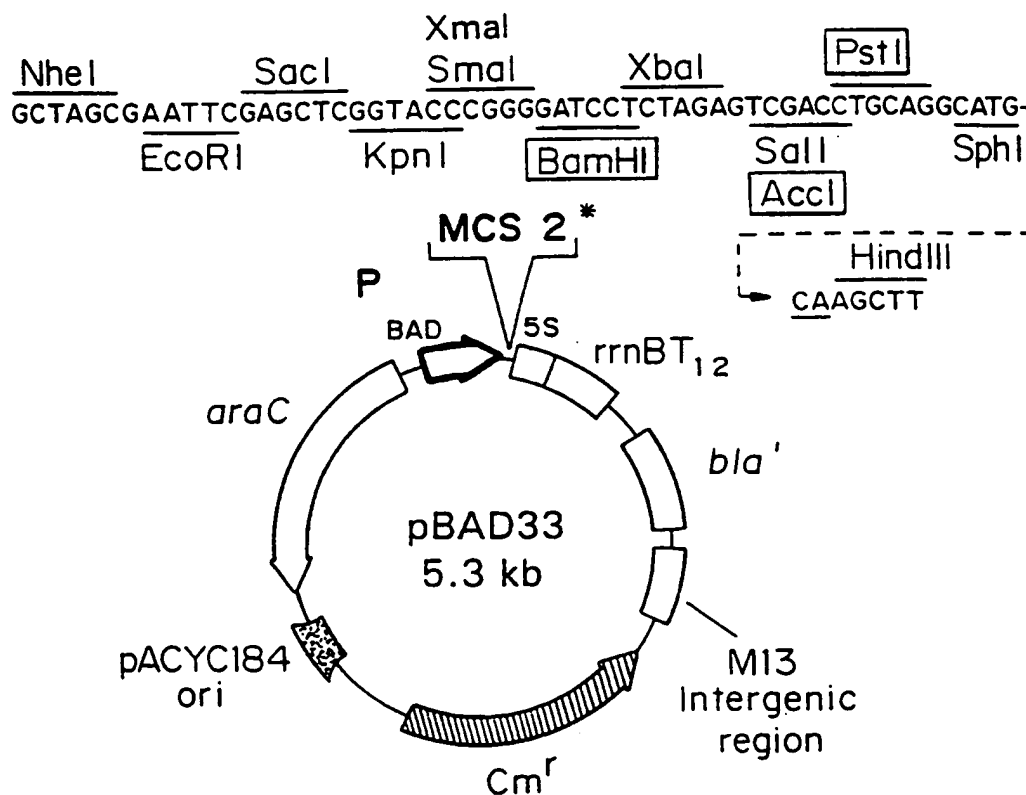 XmaI
NheI SacI SmaI XbaI PstI
GCTAGCGAATTCGAGCTCGGTACCCGGGGATCCTCTAGAGTCGACCTGCAGGCATG-
EcoRI KpnI BamHI SalI SphI
AccI
MCS 2*
HindIII
CAAGCTT
P
BAD
5S
rrnBT12
araC
bla'
pBAD33
5.3 kb
pACYC184
ori
M13
Intergenic
region
Cmr